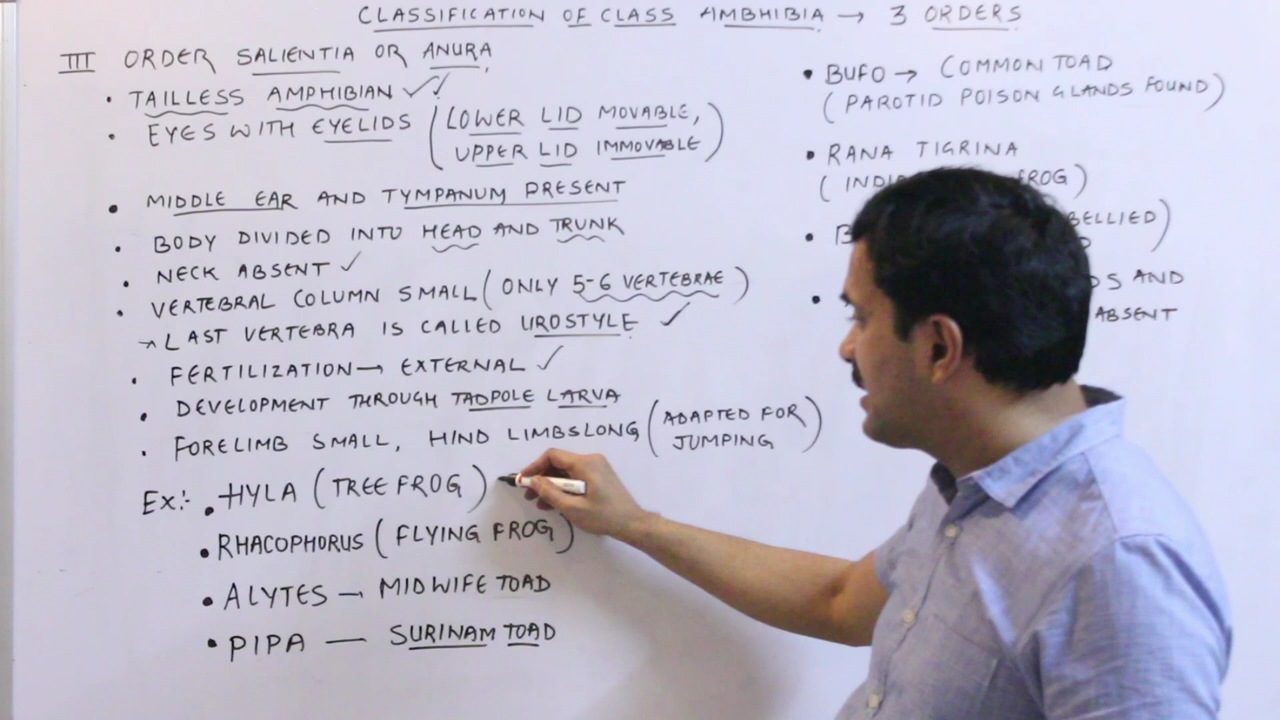 CLASSIFICATION OF CLASS AMBHIBIA → 3 ORDERS
III ORDER SALIENTIA OR ANURA
• TAILLESS AMPHIBIAN ✓!
• EYES WITH EYELIDS (LOWER LID MOVABLE,
UPPER LID IMMOVABLE)
• MIDDLE EAR AND TYMPANUM PRESENT
• BODY DIVIDED INTO HEAD AND TRUNK
• NECK ABSENT ✓
• VERTEBRAL COLUMN SMALL (ONLY 5-6 VERTEBRAE)
→ LAST VERTEBRA IS CALLED UROSTYLE ✓
• FERTILIZATION → EXTERNAL ✓
• DEVELOPMENT THROUGH TADPOLE LARVA
• FORELIMB SMALL, HIND LIMBS LONG (ADAPTED FOR
JUMPING)
Ex:- • HYLA (TREE FROG)
• RHACOPHORUS (FLYING FROG)
• ALYTES → MIDWIFE TOAD
• PIPA — SURINAM TOAD
• BUFO → COMMON TOAD
(PAROTID POISON GLANDS FOUND)
• RANA TIGRINA
FROG)
BELLIED)
AND
ABSENT